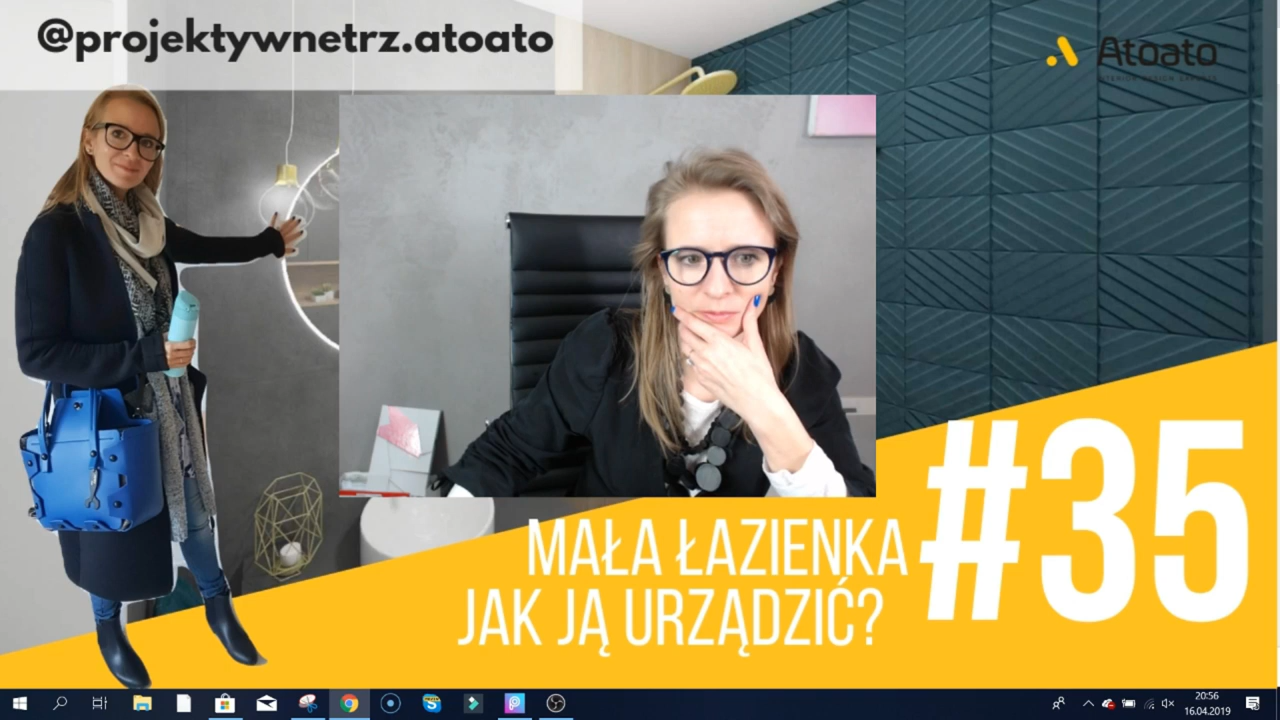 @projektywnetrz.atoato
Atoato
#35
MAŁA ŁAZIENKA
JAK JĄ URZĄDZIĆ?
20:56
16.04.2019